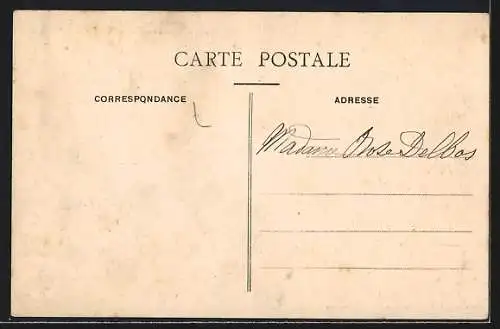 CARTE POSTALE
CORRESPONDANCE
ADRESSE
Madame Rose Delbos